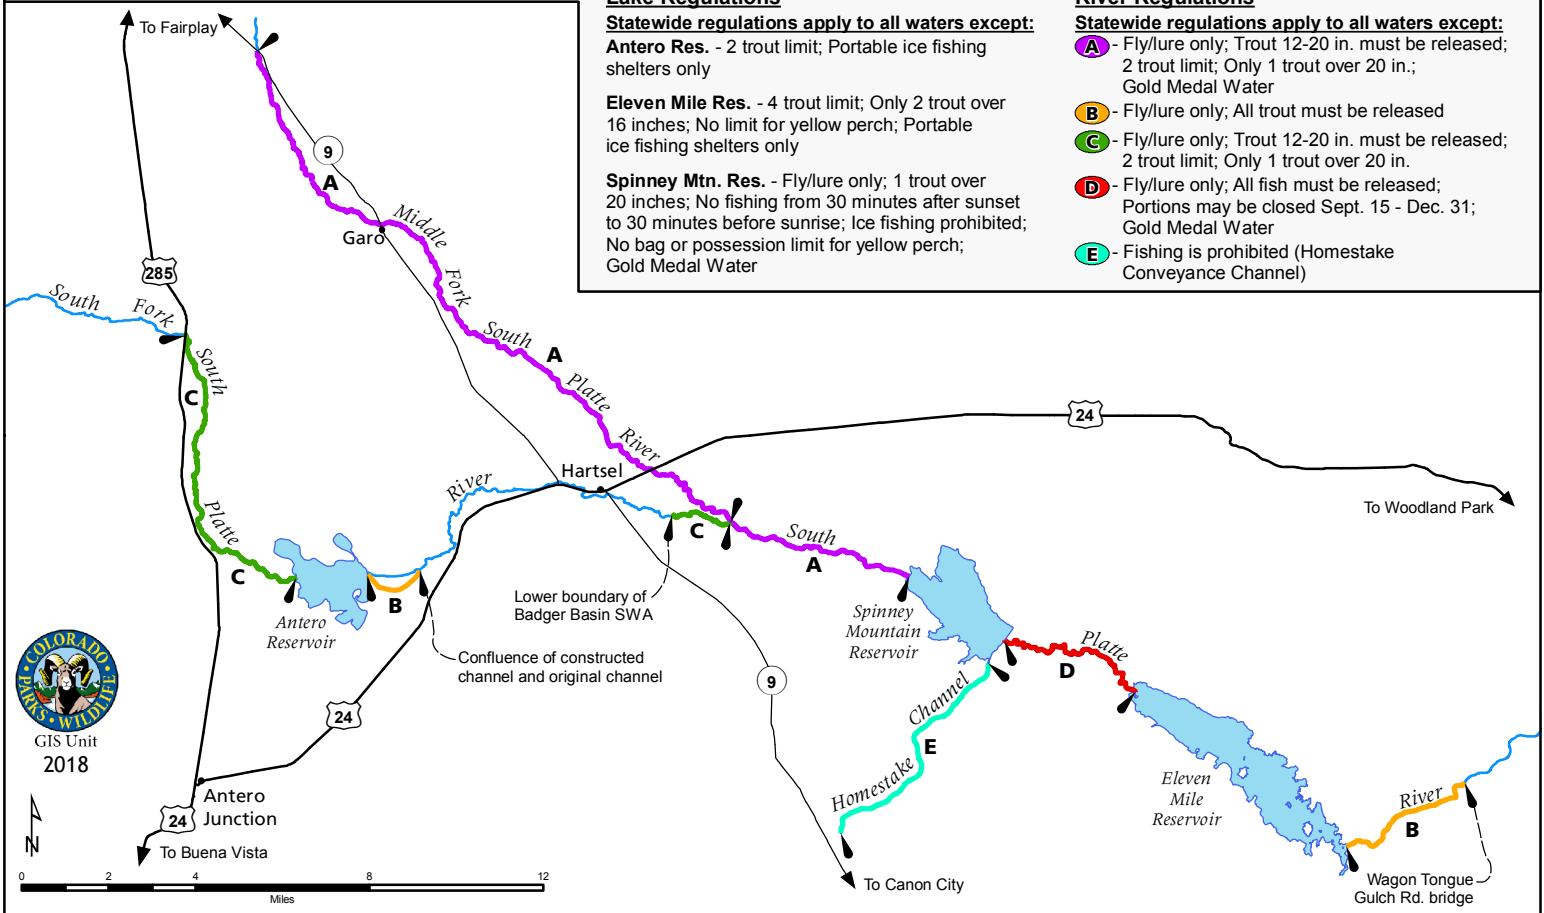 Lake Regulations
Statewide regulations apply to all waters except:
Antero Res. - 2 trout limit; Portable ice fishing
shelters only
Eleven Mile Res. - 4 trout limit; Only 2 trout over
16 inches; No limit for yellow perch; Portable
ice fishing shelters only
Spinney Mtn. Res. - Fly/lure only; 1 trout over
20 inches; No fishing from 30 minutes after sunset
to 30 minutes before sunrise; Ice fishing prohibited;
No bag or possession limit for yellow perch;
Gold Medal Water
River Regulations
Statewide regulations apply to all waters except:
A - Fly/lure only; Trout 12-20 in. must be released;
2 trout limit; Only 1 trout over 20 in.;
Gold Medal Water
B - Fly/lure only; All trout must be released
C - Fly/lure only; Trout 12-20 in. must be released;
2 trout limit; Only 1 trout over 20 in.
D - Fly/lure only; All fish must be released;
Portions may be closed Sept. 15 - Dec. 31;
Gold Medal Water
E - Fishing is prohibited (Homestake
Conveyance Channel)
To Fairplay
9
A
Middle
Garo
Fork
285
South
Fork
South
A
South
Platte
C
River
24
Hartsel
River
To Woodland Park
Platte
C
South
A
C
B
Lower boundary of
Badger Basin SWA
Antero
Reservoir
Spinney
Mountain
Reservoir
Platte
D
Confluence of constructed
channel and original channel
9
Channel
E
Homestake
24
COLORADO
PARKS • WILDLIFE
GIS Unit
2018
Eleven
Mile
Reservoir
River
B
Antero
Junction
24
N
To Buena Vista
To Canon City
Wagon Tongue
Gulch Rd. bridge
0 2 4 8 12
Miles